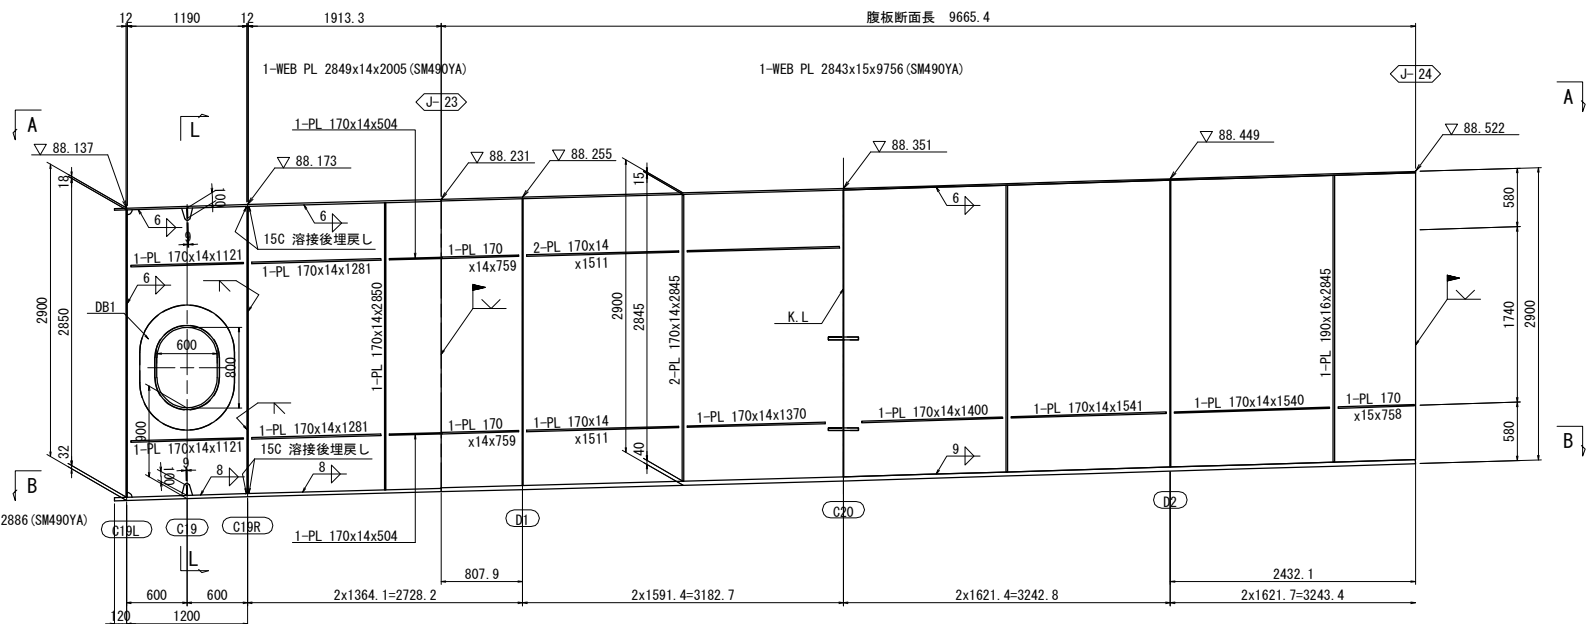 12
1190
12
1913.3
腹板断面長 9665.4
1-WEB PL 2849x14x2005(SM490YA)
1-WEB PL 2843x15x9756(SM490YA)
J-23
J-24
A
A
L
1-PL 170x14x504
▽ 88.137
▽ 88.173
▽ 88.231
▽ 88.255
▽ 88.351
▽ 88.449
▽ 88.522
18
100
15
580
6
6
6
15C 溶接後埋戻し
9
1-PL 170x14x1121
1-PL 170x14x1281
1-PL 170
x14x759
2-PL 170x14
x1511
6
DB1
2900
2850
600
800
1-PL 170x14x2850
2900
2845
2-PL 170x14x2845
K.L
1-PL 190x16x2845
1740
2900
900
1-PL 170x14x1281
1-PL 170x14x1121
1-PL 170
x14x759
1-PL 170x14
x1511
1-PL 170x14x1370
1-PL 170x14x1400
1-PL 170x14x1541
1-PL 170x14x1540
1-PL 170
x15x758
15C 溶接後埋戻し
32
9
100
8
8
40
9
580
B
B
2886(SM490YA)
C19L
C19
C19R
D1
C20
D2
1-PL 170x14x504
L
807.9
2432.1
600
600
2x1364.1=2728.2
2x1591.4=3182.7
2x1621.4=3242.8
2x1621.7=3243.4
120
1200